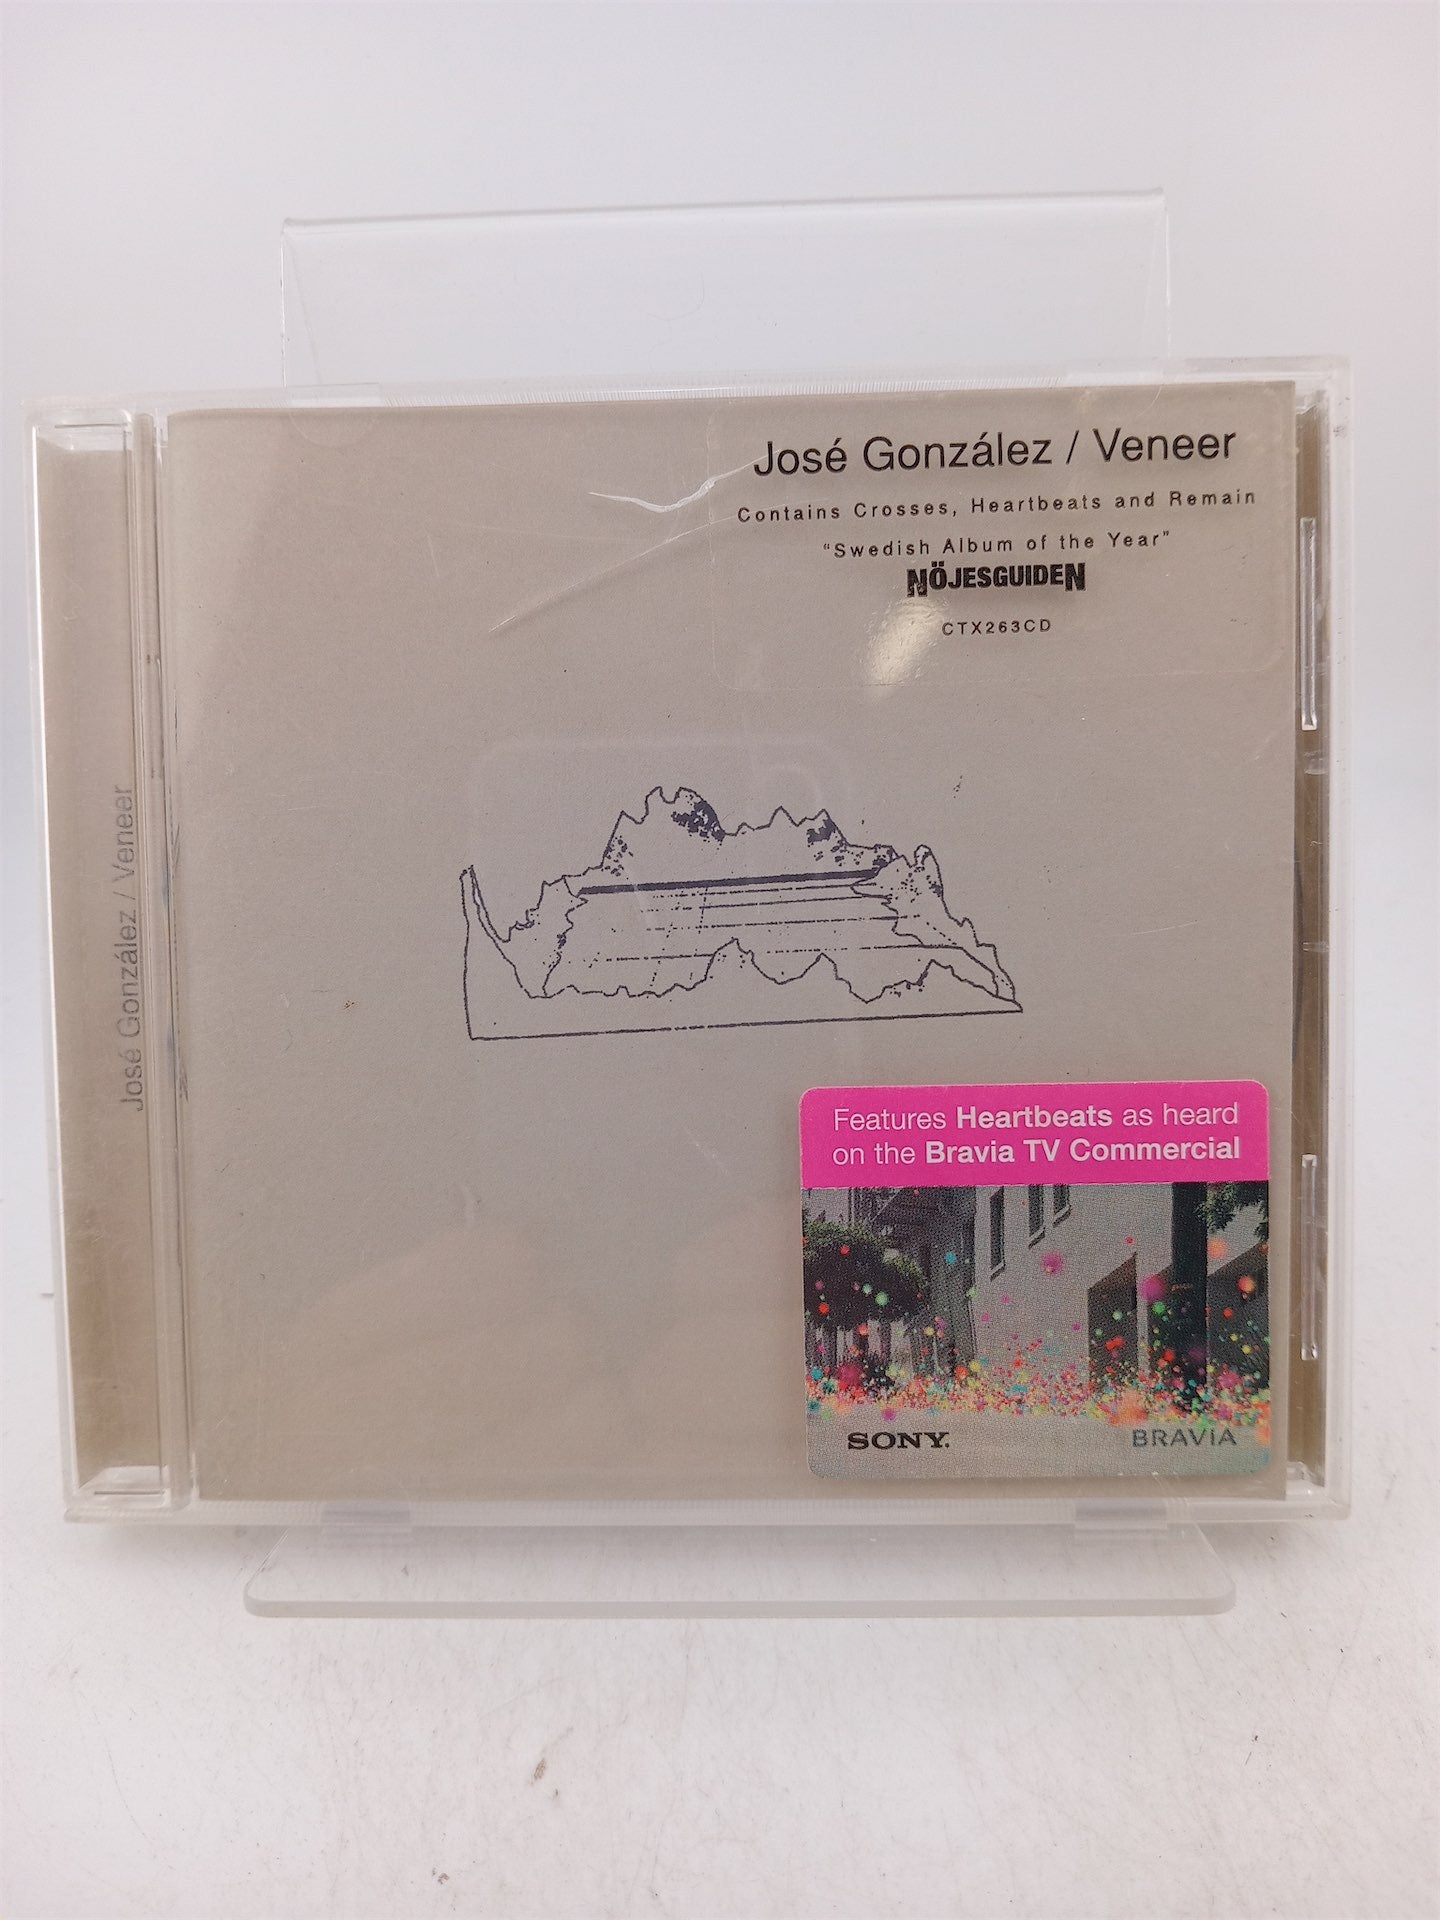 José González / Veneer
Contains Crosses, Heartbeats and Remain
“Swedish Album of the Year”
NÖJESGUIDEN
CTX263CD
José González / Veneer
Features Heartbeats as heard
on the Bravia TV Commercial
SONY.
BRAVIA